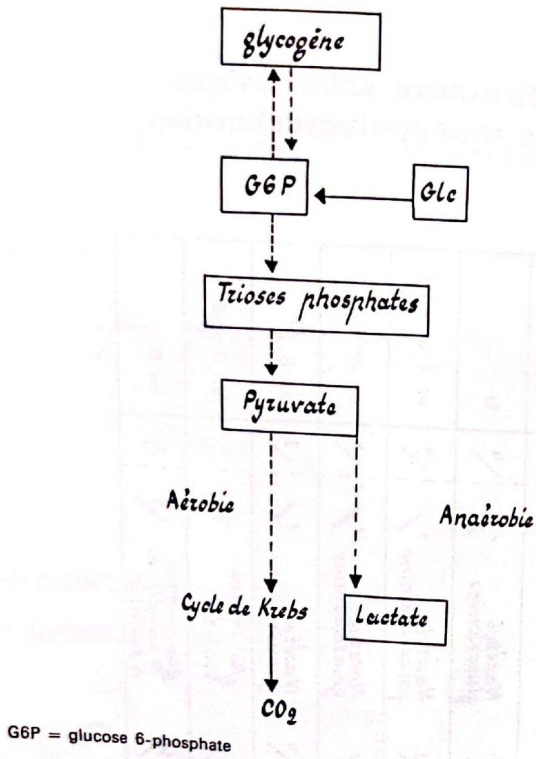 glycogène
G6P
Glc
Trioses phosphates
Pyruvate
Aérobie
Anaérobie
Cycle de Krebs
Lactate
CO₂
G6P = glucose 6-phosphate